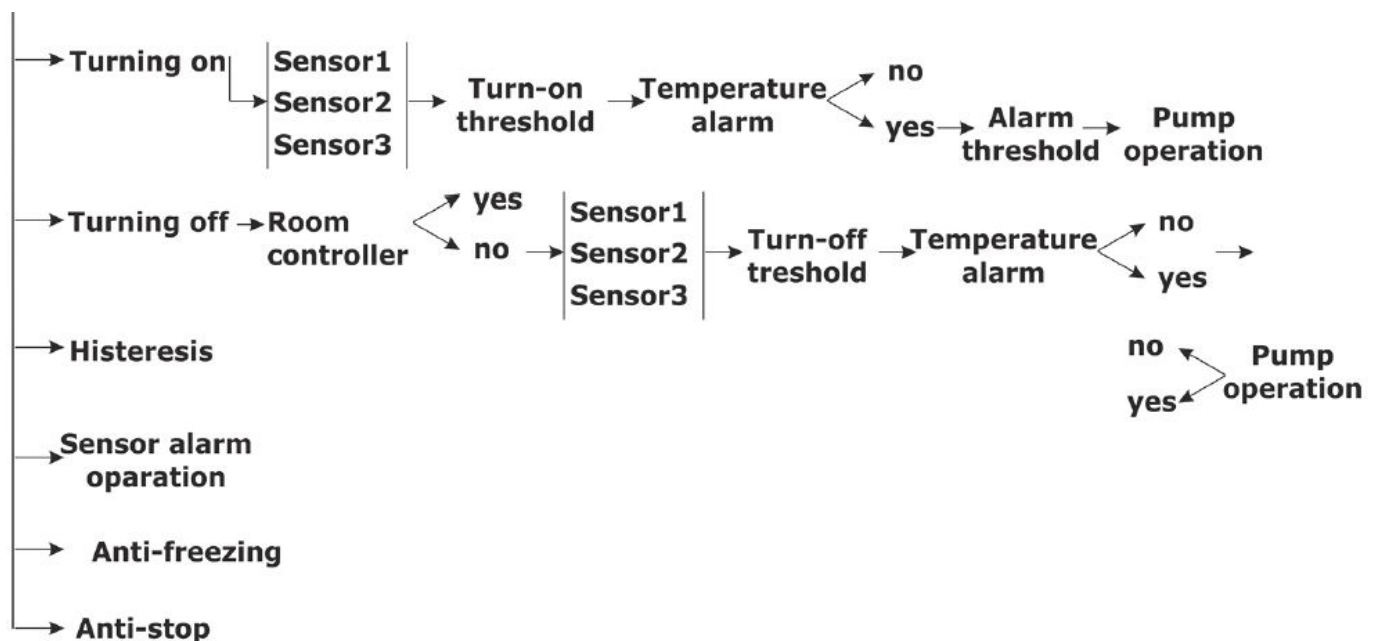 Turning on
Sensor1
Sensor2
Sensor3
Turn-on
threshold
Temperature
alarm
no
yes
Alarm
threshold
Pump
operation
Turning off
Room
controller
yes
no
Sensor1
Sensor2
Sensor3
Turn-off
treshold
Temperature
alarm
no
yes
Histeresis
no
yes
Pump
operation
Sensor alarm
oparation
Anti-freezing
Anti-stop